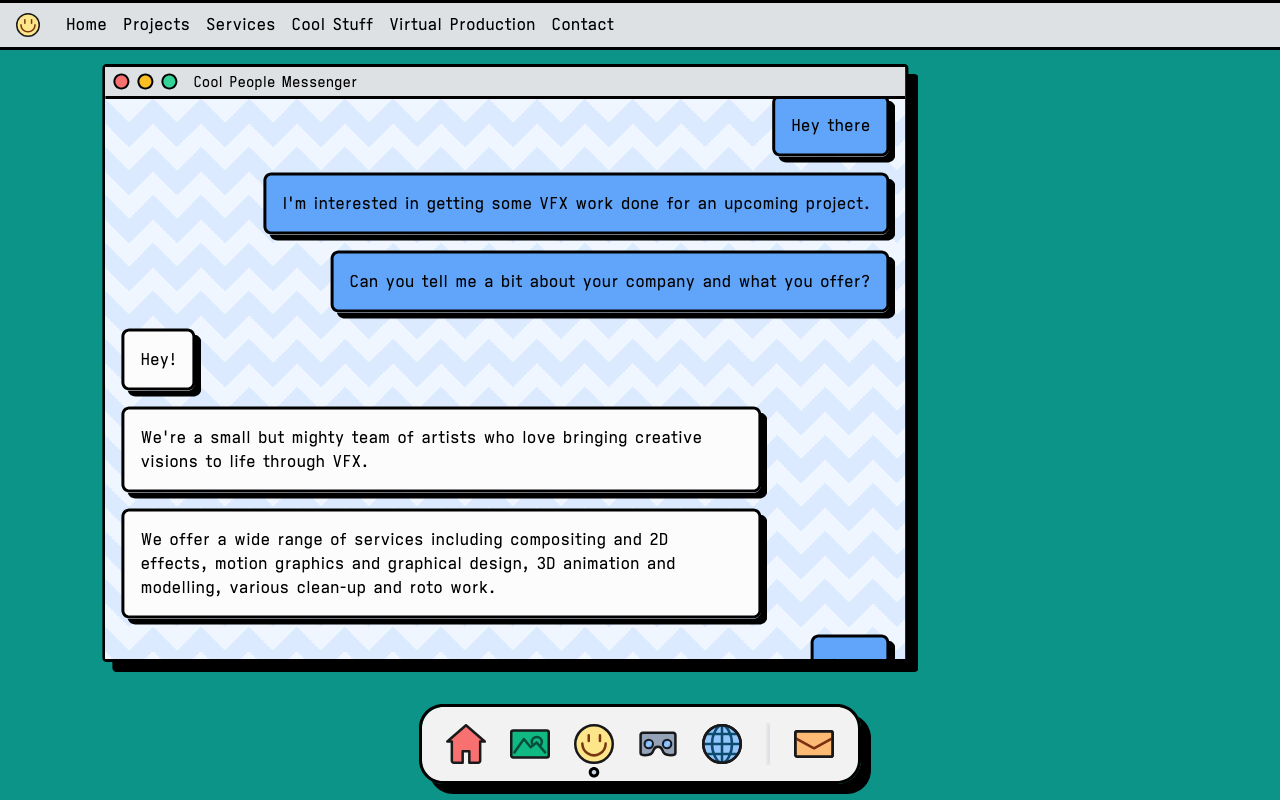 Home Projects Services Cool Stuff Virtual Production Contact
Cool People Messenger
Hey there
I'm interested in getting some VFX work done for an upcoming project.
Can you tell me a bit about your company and what you offer?
Hey!
We're a small but mighty team of artists who love bringing creative
visions to life through VFX.
We offer a wide range of services including compositing and 2D
effects, motion graphics and graphical design, 3D animation and
modelling, various clean-up and roto work.